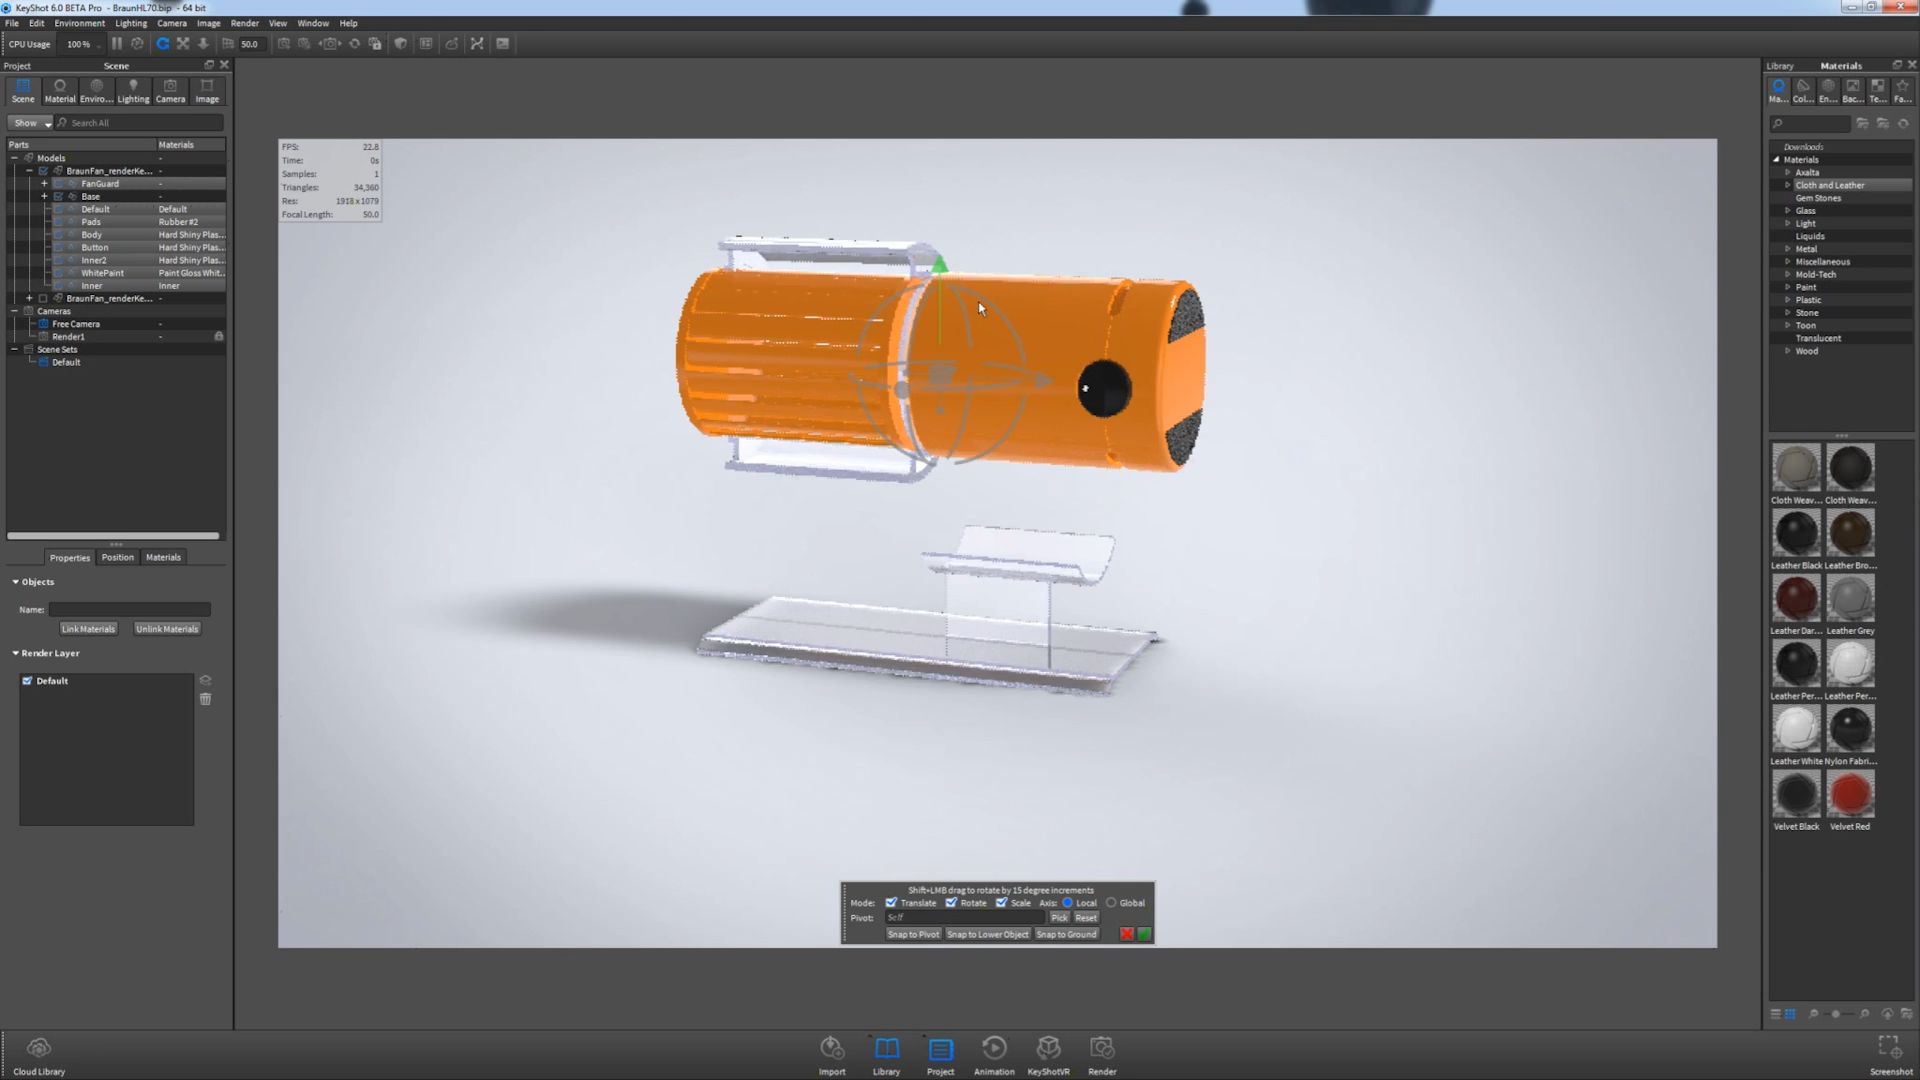 KeyShot 6.0 BETA Pro - BraunHL70.bip - 64 bit
File Edit Environment Lighting Camera Image Render View Window Help
CPU Usage 100 % 50.0
Project Scene
Scene Material Enviro... Lighting Camera Image
Show Search All
Parts Materials
Models -
BraunFan_renderKe... -
FanGuard -
Base -
Default Default
Pads Rubber #2
Body Hard Shiny Plas...
Button Hard Shiny Plas...
Inner2 Hard Shiny Plas...
WhitePaint Paint Gloss Whit...
Inner Inner
BraunFan_renderKe... -
Cameras
Free Camera -
Render1 -
Scene Sets
Default
Properties Position Materials
Objects
Name:
Link Materials Unlink Materials
Render Layer
Default
FPS: 22.8
Time: 0s
Samples: 1
Triangles: 34,360
Res: 1918 x 1079
Focal Length: 50.0
Shift+LMB drag to rotate by 15 degree increments
Mode: Translate Rotate Scale Axis: Local Global
Pivot: Self Pick Reset
Snap to Pivot Snap to Lower Object Snap to Ground
Library Materials
Ma... Col... En... Bac... Te... Fa...
Downloads
Materials
Axalta
Cloth and Leather
Gem Stones
Glass
Light
Liquids
Metal
Miscellaneous
Mold-Tech
Paint
Plastic
Stone
Toon
Translucent
Wood
Cloth Weav... Cloth Weav...
Leather Black Leather Bro...
Leather Dar... Leather Grey
Leather Per... Leather Per...
Leather White Nylon Fabri...
Velvet Black Velvet Red
Cloud Library Import Library Project Animation KeyShotVR Render Screenshot